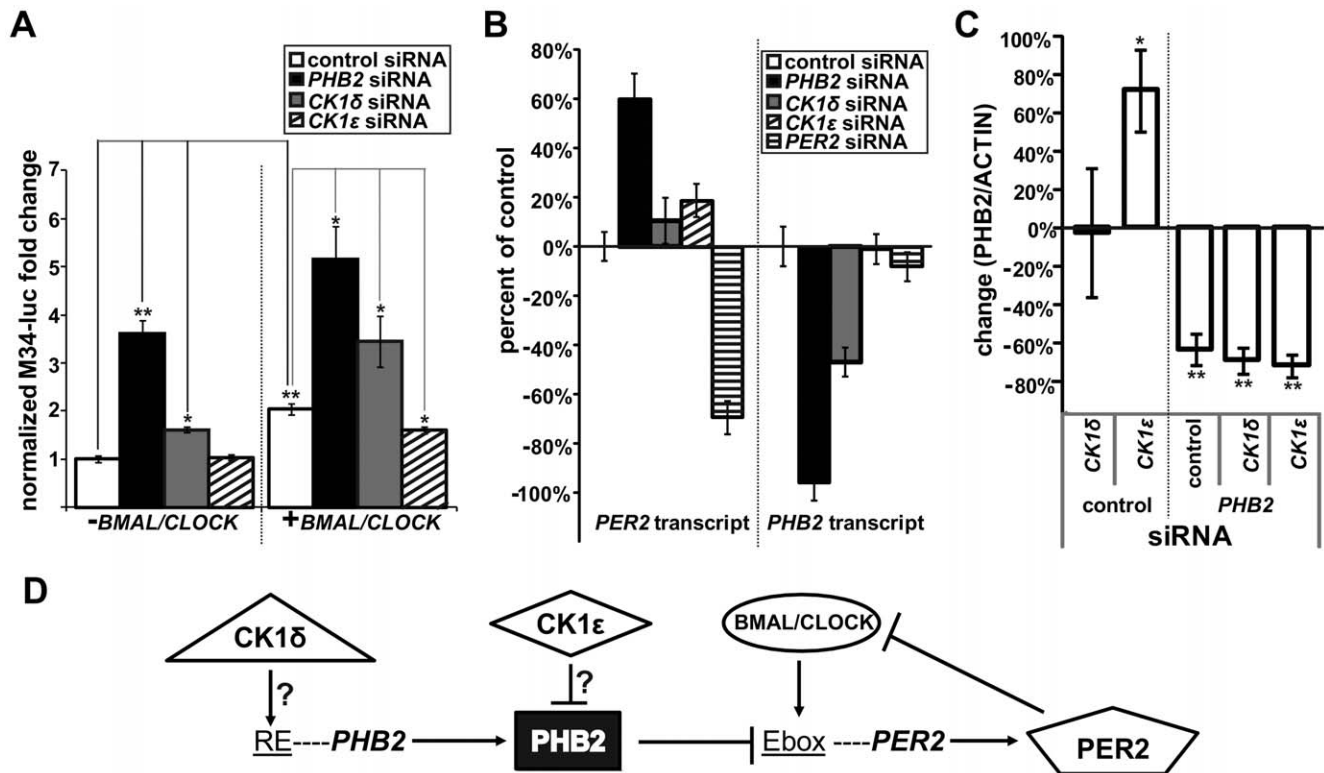 A
control siRNA
PHB2 siRNA
CK1δ siRNA
CK1ε siRNA
normalized M34-luc fold change
7
6
5
4
3
2
1
0
**
*
**
*
*
*
-BMAL/CLOCK
+BMAL/CLOCK
B
control siRNA
PHB2 siRNA
CK1δ siRNA
CK1ε siRNA
PER2 siRNA
percent of control
80%
60%
40%
20%
0%
-20%
-40%
-60%
-80%
-100%
PER2 transcript
PHB2 transcript
C
change (PHB2/ACTIN)
100%
80%
60%
40%
20%
0%
-20%
-40%
-60%
-80%
*
**
**
**
CK1δ
CK1ε
control
CK1δ
CK1ε
control
PHB2
siRNA
D
CK1δ
CK1ε
BMAL/CLOCK
?
?
RE----PHB2
PHB2
Ebox ----PER2
PER2